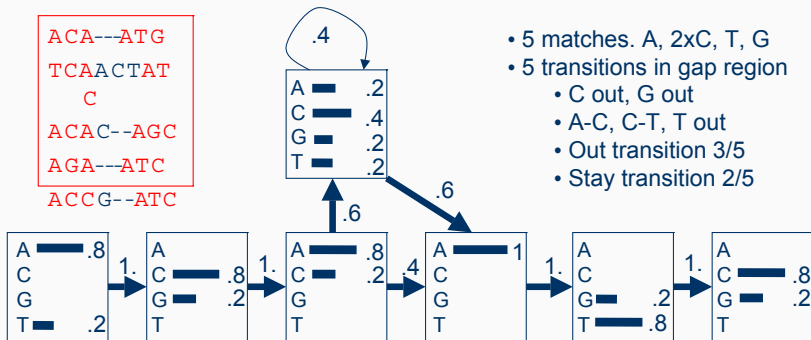 ACA---ATG
TCAACTAT
C
ACAC--AGC
AGA---ATC
ACCG--ATC
.4
A .2
C .4
G .2
T .2
• 5 matches. A, 2xC, T, G
• 5 transitions in gap region
• C out, G out
• A-C, C-T, T out
• Out transition 3/5
• Stay transition 2/5
.6
.6
A .8
C
G
T .2
1.
A
C .8
G .2
T
1.
A .8
C .2
G
T
.4
A 1
C
G
T
1.
A
C
G .2
T .8
1.
A
C .8
G .2
T